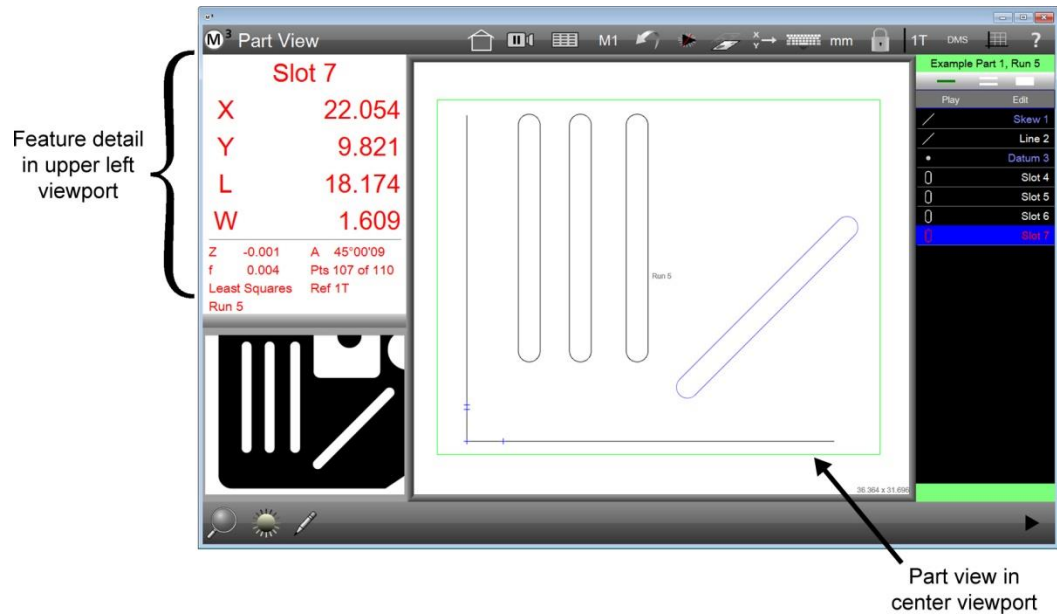 M³
M³ Part View
M1
X
Y
mm
1T
DMS
?
Feature detail
in upper left
viewport
Slot 7
X 22.054
Y 9.821
L 18.174
W 1.609
Z -0.001 A 45°00'09
f 0.004 Pts 107 of 110
Least Squares Ref 1T
Run 5
Run 5
36.364 x 31.696
Example Part 1, Run 5
Play Edit
Skew 1
Line 2
Datum 3
Slot 4
Slot 5
Slot 6
Slot 7
Part view in
center viewport